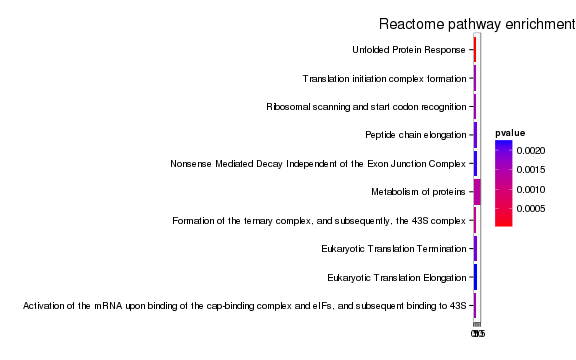 Reactome pathway enrichment
Unfolded Protein Response
Translation initiation complex formation
Ribosomal scanning and start codon recognition
Peptide chain elongation
Nonsense Mediated Decay Independent of the Exon Junction Complex
Metabolism of proteins
Formation of the ternary complex, and subsequently, the 43S complex
Eukaryotic Translation Termination
Eukaryotic Translation Elongation
Activation of the mRNA upon binding of the cap-binding complex and eIFs, and subsequent binding to 43S
pvalue
0.0020
0.0015
0.0010
0.0005